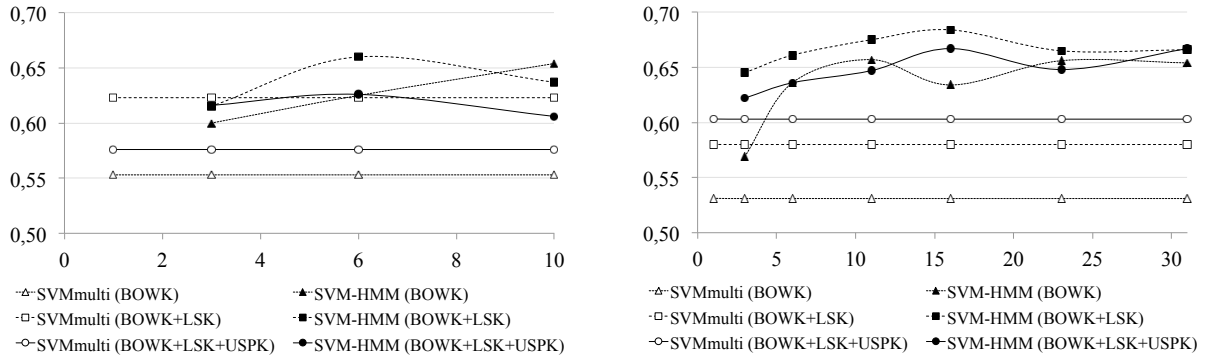 0,70
0,65
0,60
0,55
0,50
0 2 4 6 8 10
SVMmulti (BOWK) SVM-HMM (BOWK)
SVMmulti (BOWK+LSK) SVM-HMM (BOWK+LSK)
SVMmulti (BOWK+LSK+USPK) SVM-HMM (BOWK+LSK+USPK)
0,70
0,65
0,60
0,55
0,50
0 5 10 15 20 25 30
SVMmulti (BOWK) SVM-HMM (BOWK)
SVMmulti (BOWK+LSK) SVM-HMM (BOWK+LSK)
SVMmulti (BOWK+LSK+USPK) SVM-HMM (BOWK+LSK+USPK)